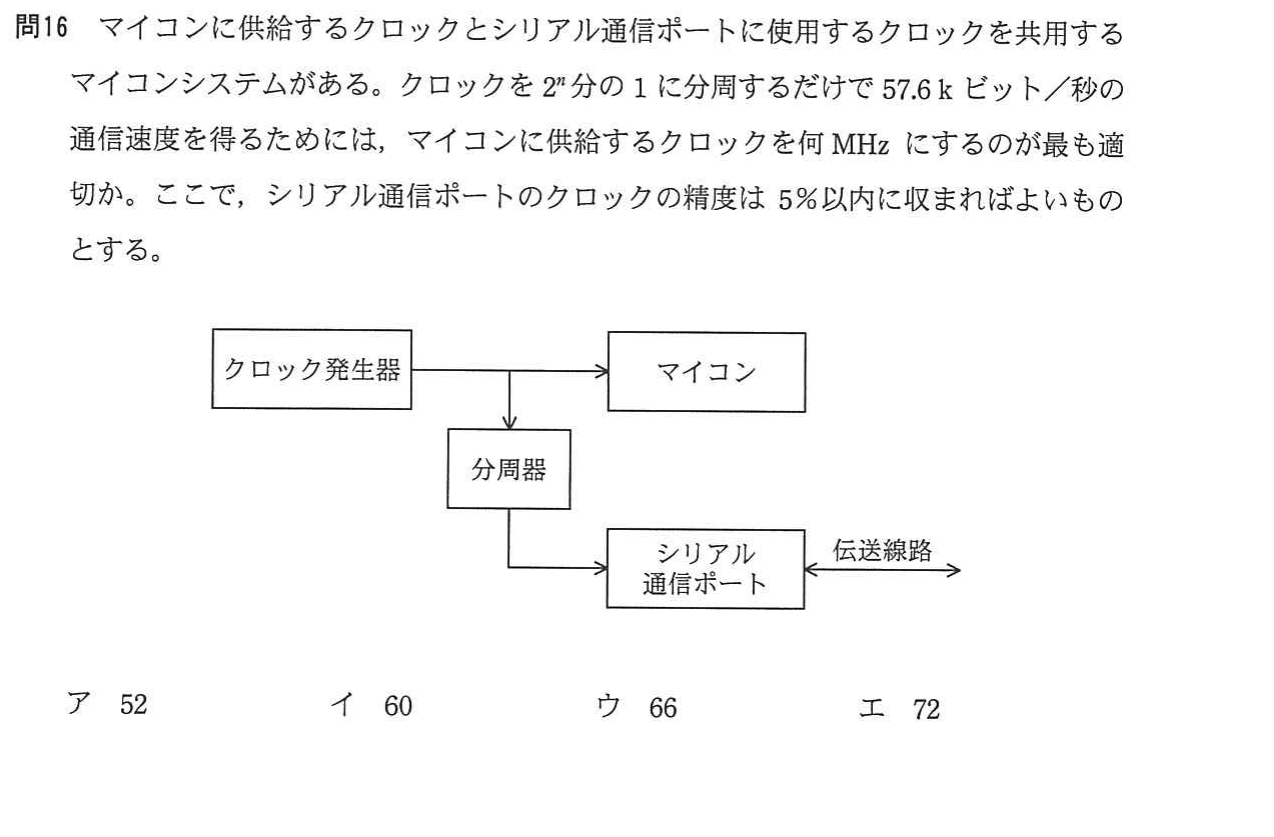 問16 マイコンに供給するクロックとシリアル通信ポートに使用するクロックを共用する
マイコンシステムがある。クロックを 2ⁿ分の 1 に分周するだけで 57.6 k ビット／秒の
通信速度を得るためには，マイコンに供給するクロックを何 MHz にするのが最も適
切か。ここで，シリアル通信ポートのクロックの精度は 5％以内に収まればよいもの
とする。
クロック発生器
マイコン
分周器
シリアル
通信ポート
伝送線路
ア 52 イ 60 ウ 66 エ 72